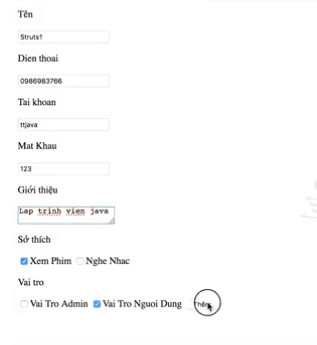 Tên
Struts1
Dien thoai
0986983766
Tai khoan
ttjava
Mat Khau
123
Giới thiệu
Lap trinh vien java
Sở thích
Xem Phim Nghe Nhac
Vai tro
Vai Tro Admin Vai Tro Nguoi Dung Thêm